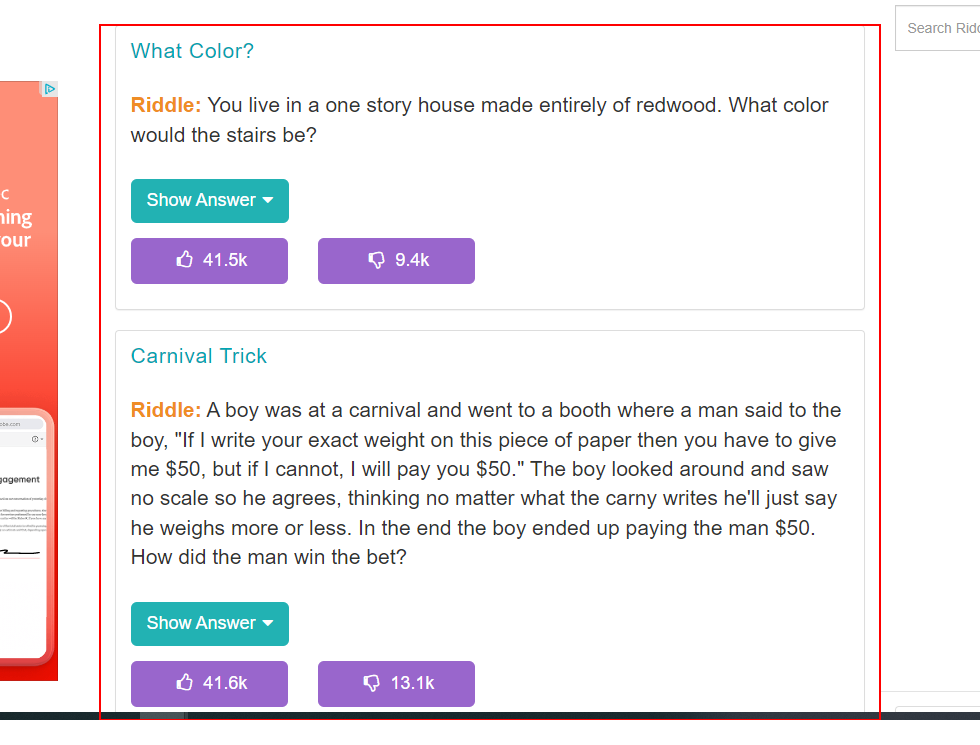 What Color?
Search Rid
Riddle: You live in a one story house made entirely of redwood. What color
would the stairs be?
Show Answer
41.5k 9.4k
Carnival Trick
Riddle: A boy was at a carnival and went to a booth where a man said to the
boy, "If I write your exact weight on this piece of paper then you have to give
me $50, but if I cannot, I will pay you $50." The boy looked around and saw
no scale so he agrees, thinking no matter what the carny writes he'll just say
he weighs more or less. In the end the boy ended up paying the man $50.
How did the man win the bet?
Show Answer
41.6k 13.1k
c
ning
our
gagement